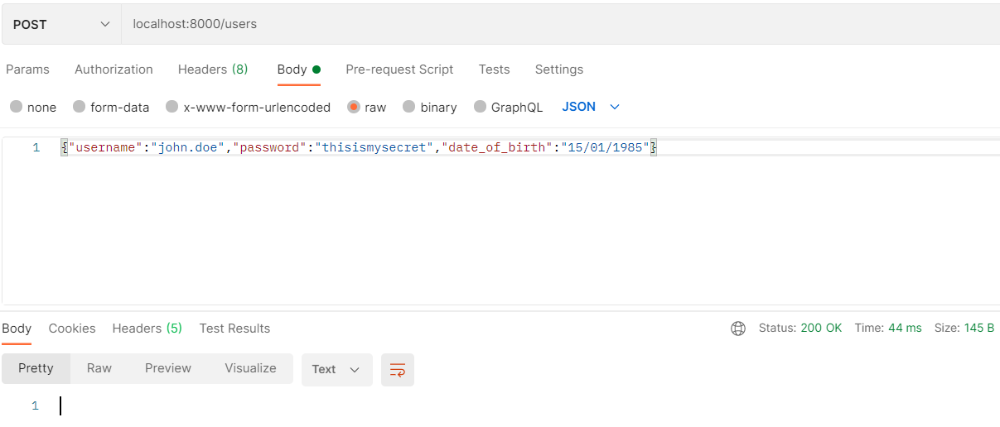 POST localhost:8000/users
Params Authorization Headers (8) Body Pre-request Script Tests Settings
none form-data x-www-form-urlencoded raw binary GraphQL JSON
1 {"username":"john.doe","password":"thisismysecret","date_of_birth":"15/01/1985"}
Body Cookies Headers (5) Test Results Status: 200 OK Time: 44 ms Size: 145 B
Pretty Raw Preview Visualize Text
1